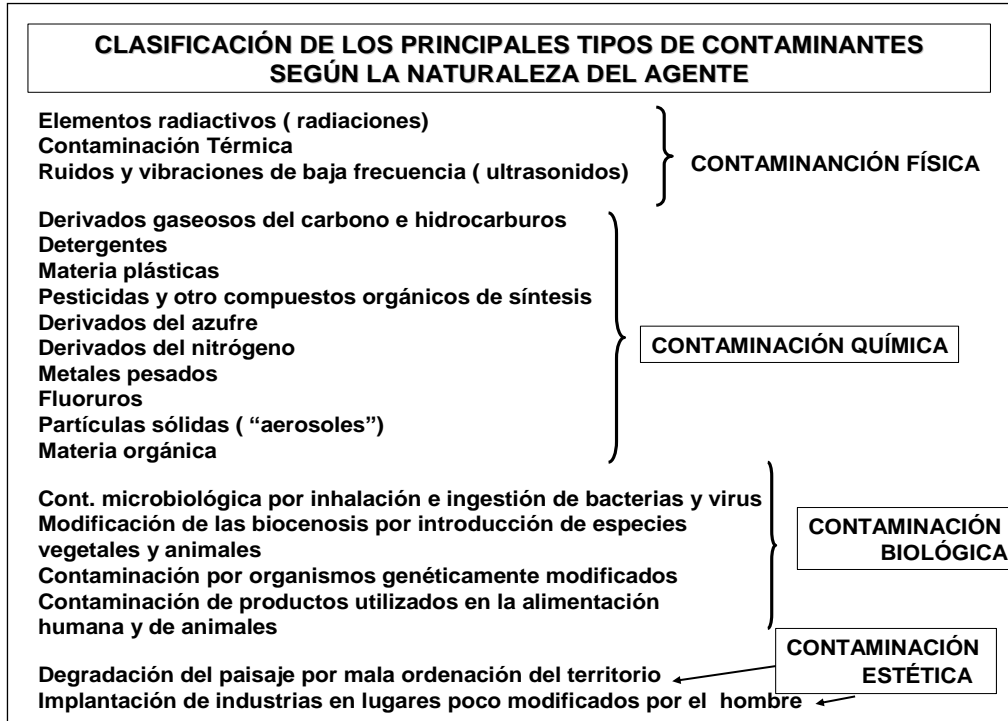 CLASIFICACIÓN DE LOS PRINCIPALES TIPOS DE CONTAMINANTES
SEGÚN LA NATURALEZA DEL AGENTE
Elementos radiactivos ( radiaciones)
Contaminación Térmica
Ruidos y vibraciones de baja frecuencia ( ultrasonidos)
CONTAMINANCIÓN FÍSICA
Derivados gaseosos del carbono e hidrocarburos
Detergentes
Materia plásticas
Pesticidas y otro compuestos orgánicos de síntesis
Derivados del azufre
Derivados del nitrógeno
Metales pesados
Fluoruros
Partículas sólidas ( “aerosoles”)
Materia orgánica
CONTAMINACIÓN QUÍMICA
Cont. microbiológica por inhalación e ingestión de bacterias y virus
Modificación de las biocenosis por introducción de especies
vegetales y animales
Contaminación por organismos genéticamente modificados
Contaminación de productos utilizados en la alimentación
humana y de animales
CONTAMINACIÓN
BIOLÓGICA
Degradación del paisaje por mala ordenación del territorio
Implantación de industrias en lugares poco modificados por el hombre
CONTAMINACIÓN
ESTÉTICA